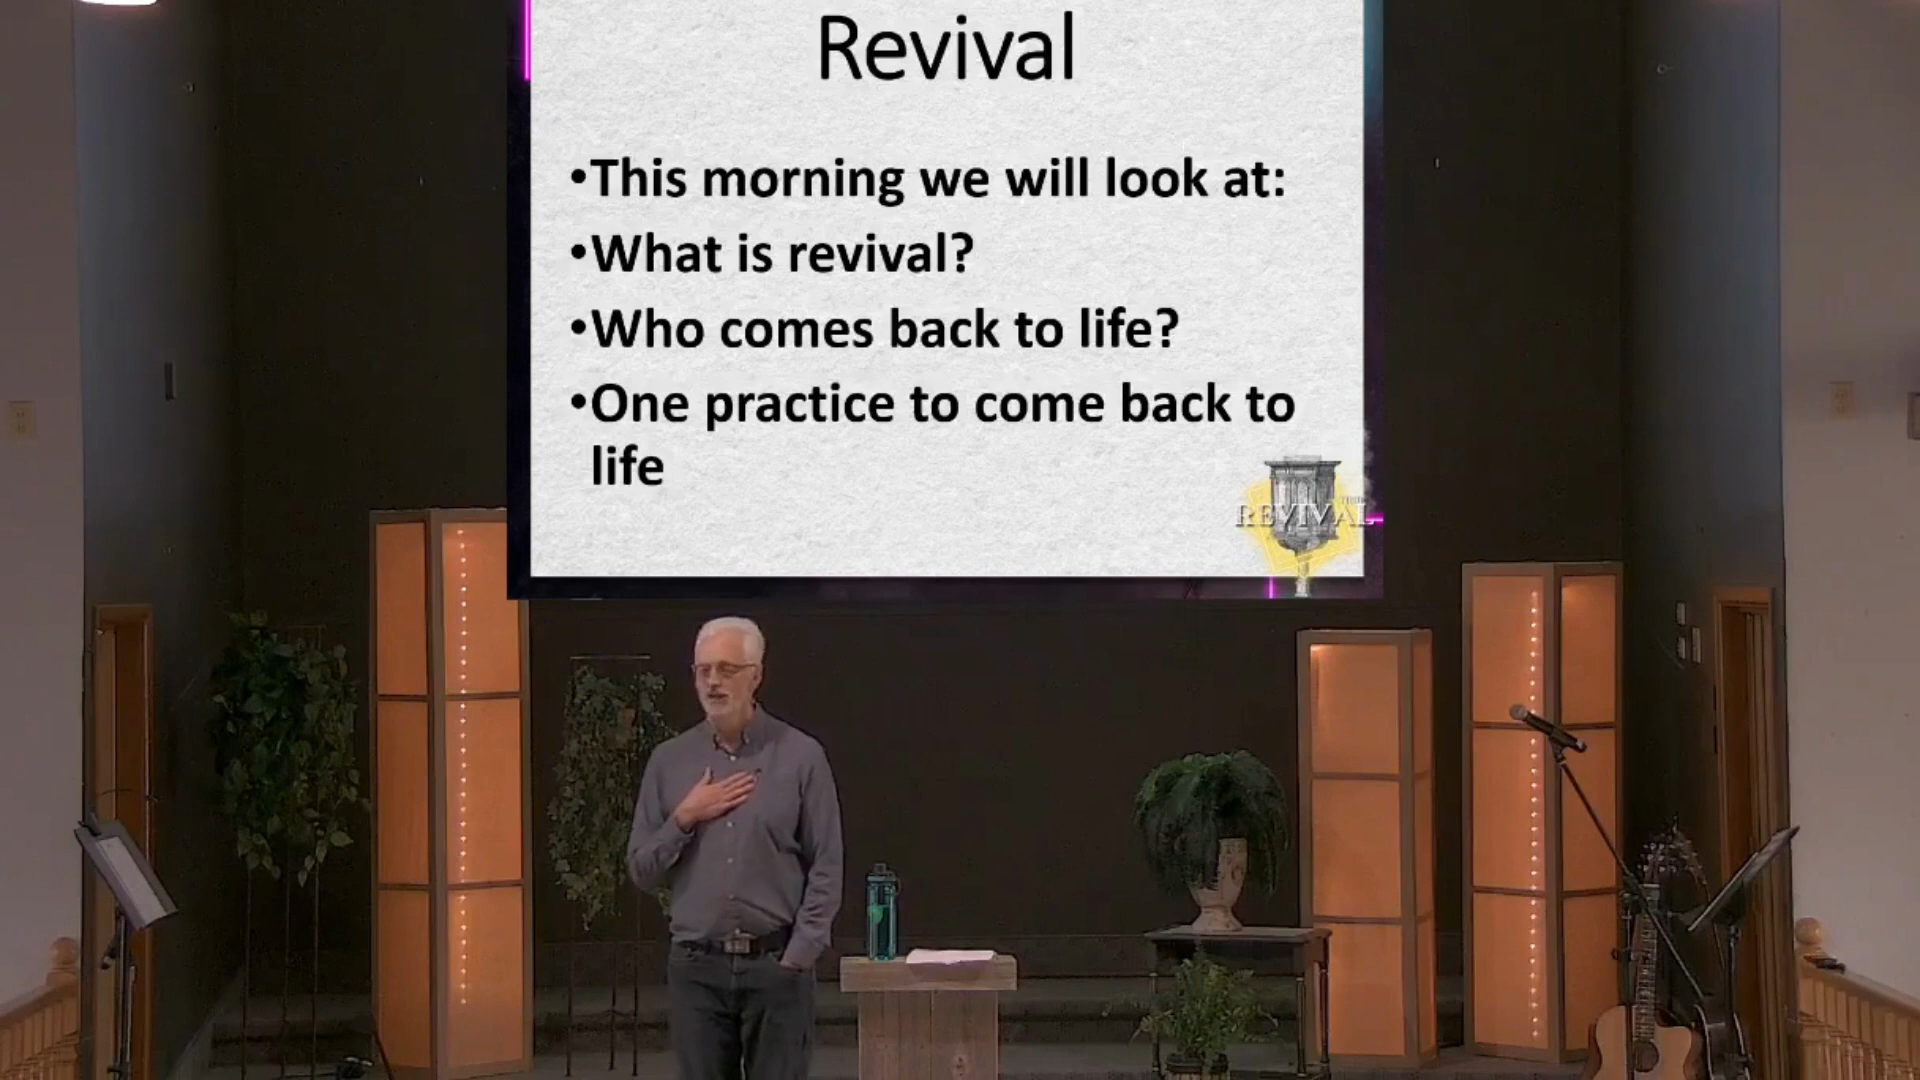 Revival
•This morning we will look at:
•What is revival?
•Who comes back to life?
•One practice to come back to
life
REVIVAL